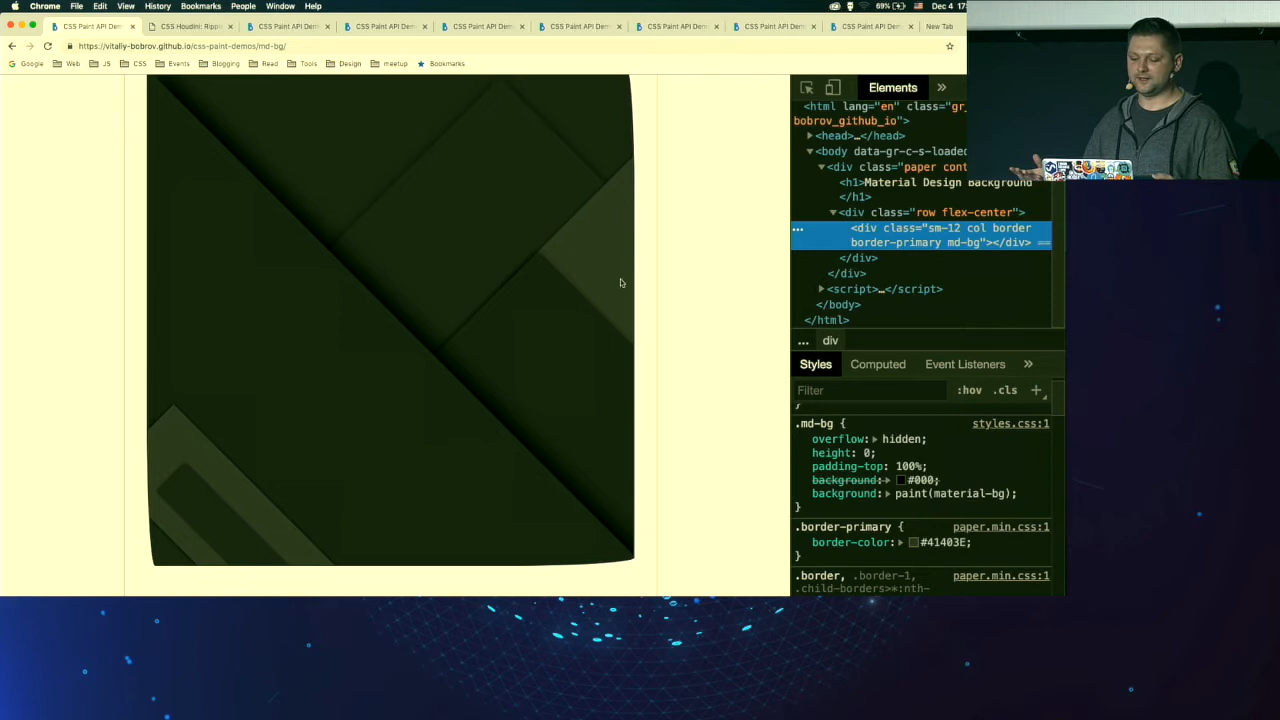 Chrome File Edit View History Bookmarks People Window Help 69% Dec 4 17
CSS Paint API Dem CSS Houdini: Rippl CSS Paint API Dem CSS Paint API Dem CSS Paint API Dem CSS Paint API Dem CSS Paint API Dem CSS Paint API Dem CSS Paint API Dem New Tab
https://vitaliy-bobrov.github.io/css-paint-demos/md-bg/
Google Web JS CSS Events Blogging Read Tools Design meetup Bookmarks
Elements »
<html lang="en" class="gr_
bobrov_github_io">
<head>…</head>
<body data-gr-c-s-loaded
<div class="paper cont
<h1>Material Design Background
</h1>
<div class="row flex-center">
… <div class="sm-12 col border
border-primary md-bg"></div> ==
</div>
</div>
<script>…</script>
</body>
</html>
… div
Styles Computed Event Listeners »
Filter :hov .cls +
}
.md-bg { styles.css:1
overflow: hidden;
height: 0;
padding-top: 100%;
background: #000;
background: paint(material-bg);
}
.border-primary { paper.min.css:1
border-color: #41403E;
}
.border, .border-1, paper.min.css:1
.child-borders>*:nth-